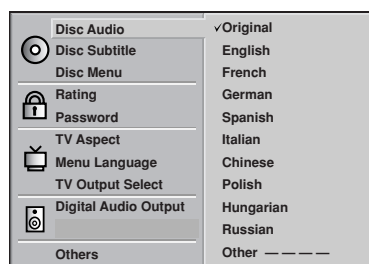 Disc Audio
Disc Subtitle
Disc Menu
Rating
Password
TV Aspect
Menu Language
TV Output Select
Digital Audio Output
Others
✓Original
English
French
German
Spanish
Italian
Chinese
Polish
Hungarian
Russian
Other — — — —